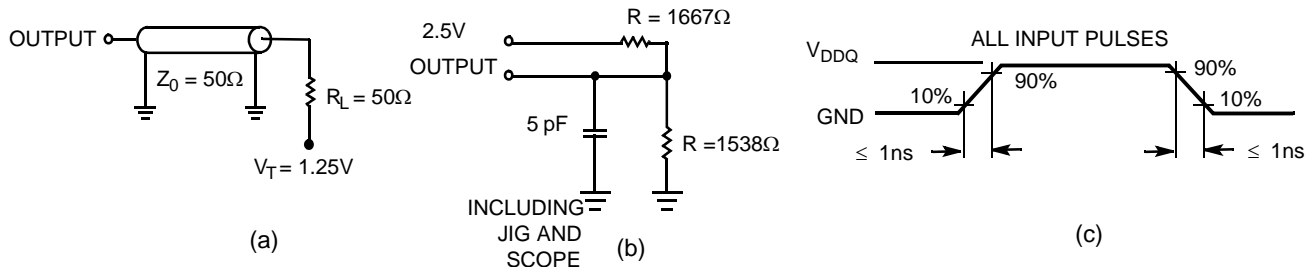 OUTPUT
Z0 = 50Ω
RL = 50Ω
VT = 1.25V
(a)
R = 1667Ω
2.5V
OUTPUT
5 pF
R =1538Ω
INCLUDING
JIG AND
SCOPE
(b)
ALL INPUT PULSES
VDDQ
90%
90%
10%
10%
GND
≤ 1ns
≤ 1ns
(c)